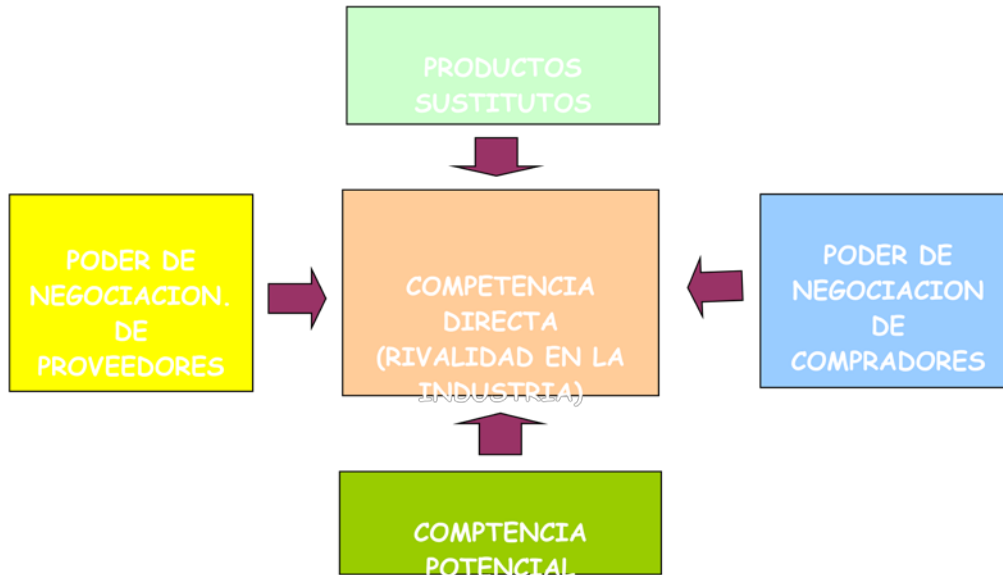 PRODUCTOS
SUSTITUTOS
PODER DE
NEGOCIACION.
DE
PROVEEDORES
COMPETENCIA
DIRECTA
(RIVALIDAD EN LA
INDUSTRIA)
PODER DE
NEGOCIACION
DE
COMPRADORES
COMPTENCIA
POTENCIAL